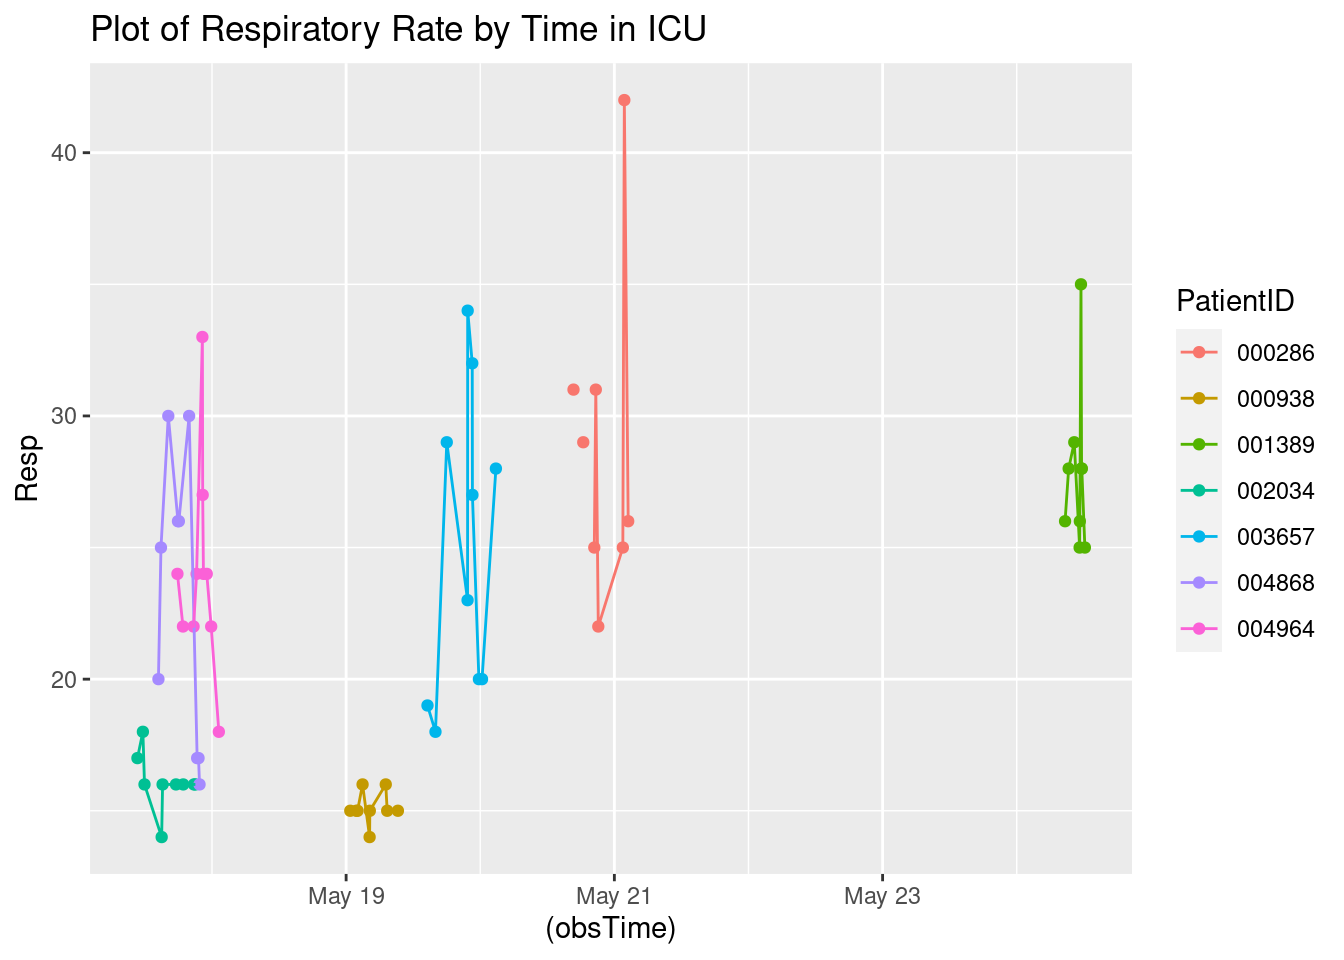 Plot of Respiratory Rate by Time in ICU
40
30
20
Resp
May 19
May 21
May 23
(obsTime)
PatientID
000286
000938
001389
002034
003657
004868
004964